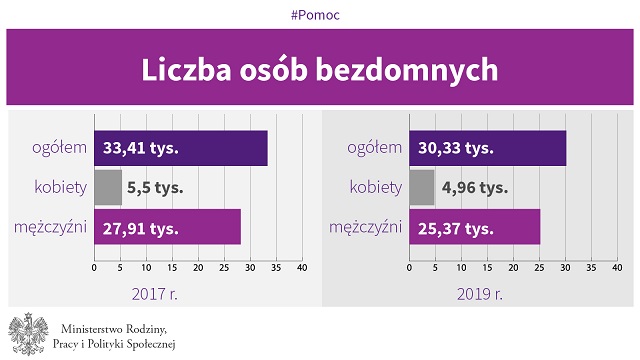 #Pomoc
Liczba osób bezdomnych
ogółem 33,41 tys.
kobiety 5,5 tys.
mężczyźni 27,91 tys.
0 5 10 15 20 25 30 35 40
2017 r.
ogółem 30,33 tys.
kobiety 4,96 tys.
mężczyźni 25,37 tys.
0 5 10 15 20 25 30 35 40
2019 r.
Ministerstwo Rodziny,
Pracy i Polityki Społecznej